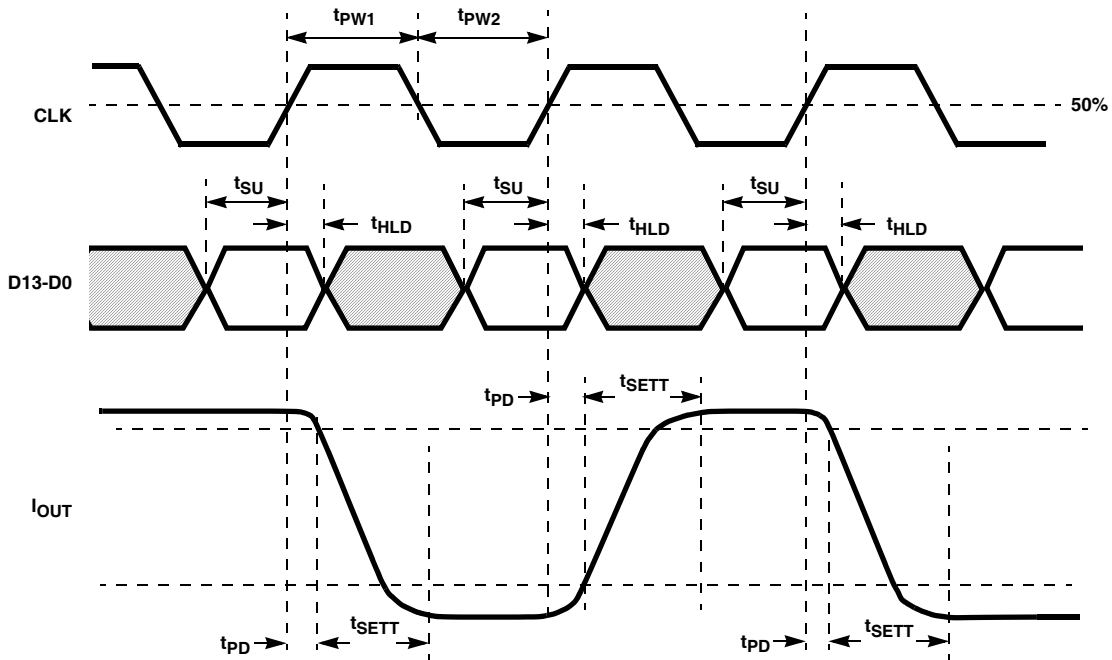 tPW1 tPW2
CLK
50%
tSU tSU tSU
tHLD tHLD tHLD
D13-D0
tPD tSETT
IOUT
tPD tSETT tPD tSETT